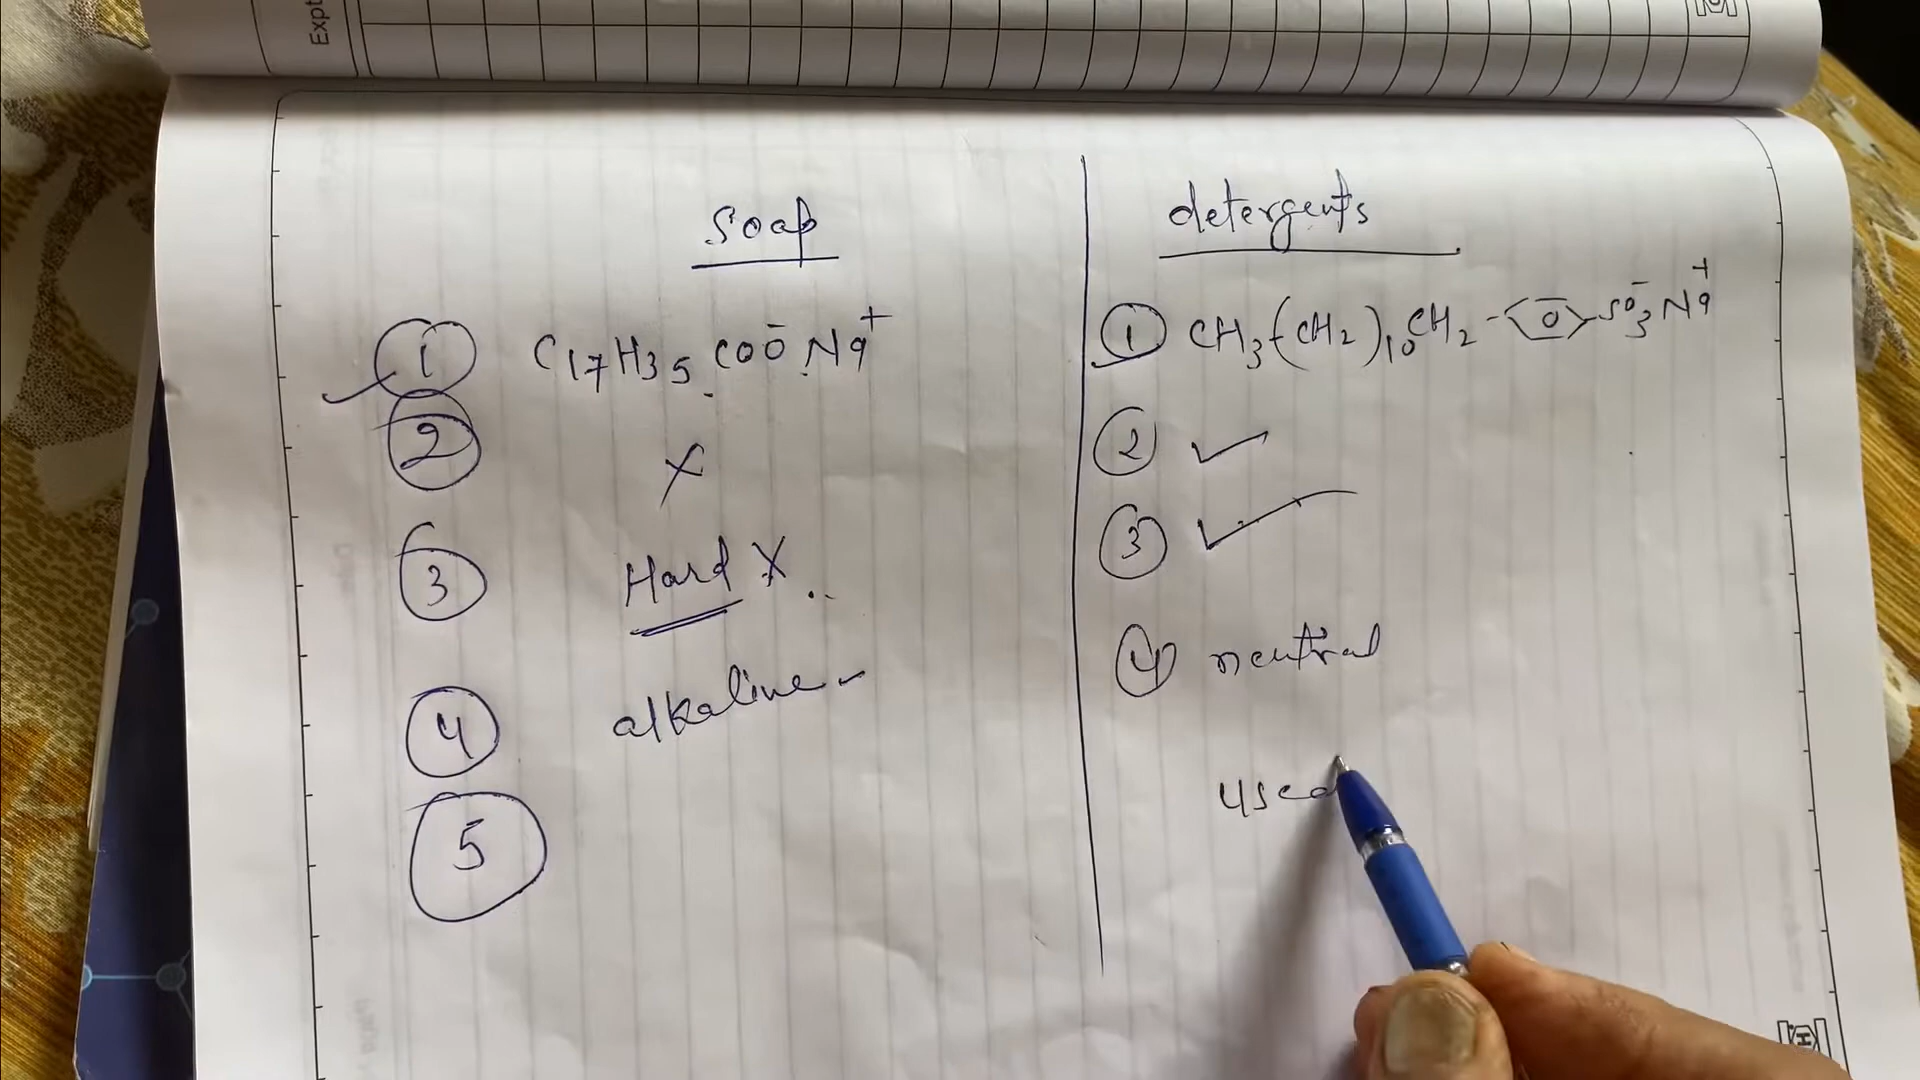 Expt
soap
① C17H35COO⁻Na⁺
② X
③ Hard X
④ alkaline
⑤
detergents
① CH3(CH2)10CH2-⌬-SO3⁻Na⁺
② ✓
③ ✓
④ neutral
used